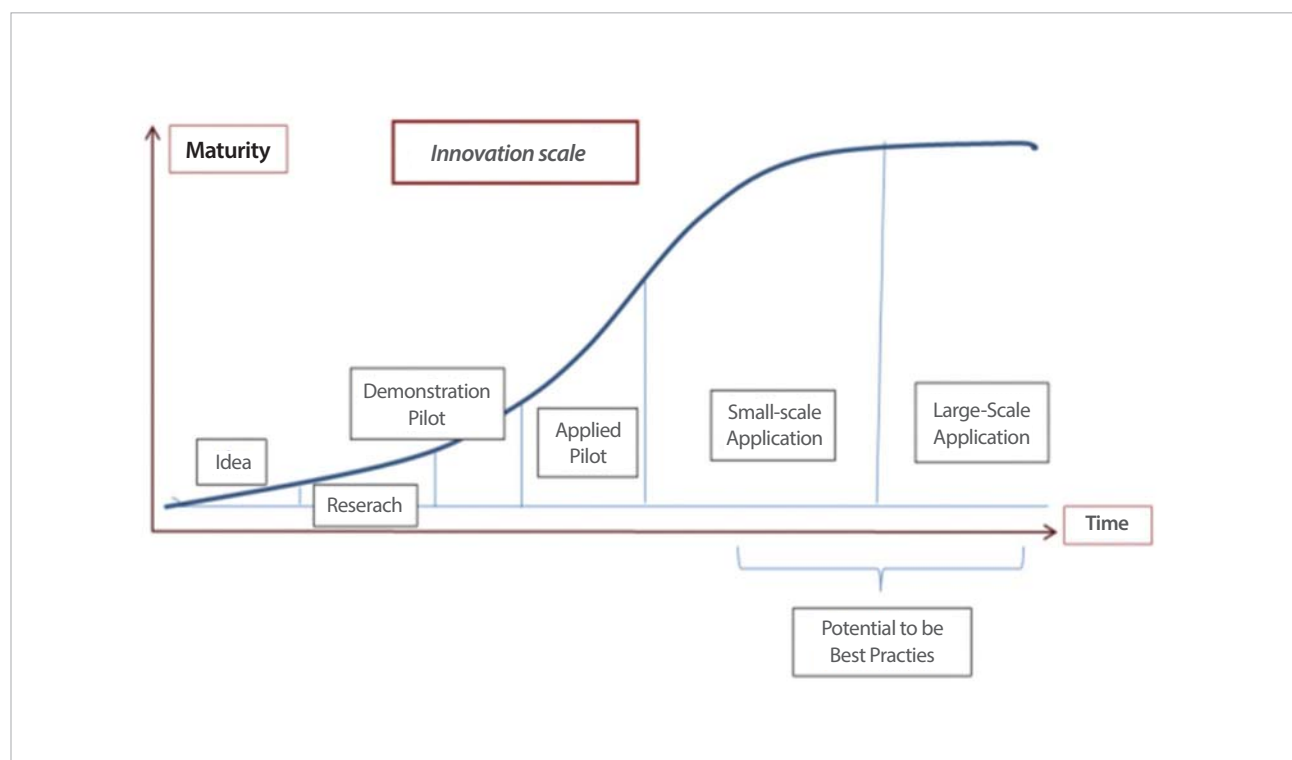 Maturity
Innovation scale
Demonstration
Pilot
Idea
Reserach
Applied
Pilot
Small-scale
Application
Large-Scale
Application
Time
Potential to be
Best Practies